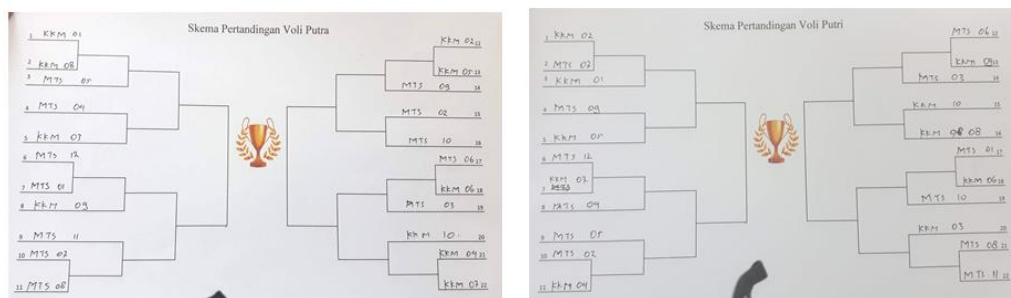 Skema Pertandingan Voli Putra
1 KKM 01
2 KKM 08
3 MTS 05
4 MTS 04
5 KKM 03
6 MTS 12
7 MTS 01
8 KKM 09
9 MTS 11
10 MTS 07
11 MTS 08
KKM 02 12
KKM 05 13
MTS 09 14
MTS 02 15
MTS 10 16
MTS 06 17
KKM 06 18
MTS 03 19
KKM 10 20
KKM 04 21
KKM 07 22
Skema Pertandingan Voli Putri
1 KKM 02
2 MTS 07
3 KKM 01
4 MTS 09
5 KKM 05
6 MTS 12
KKM 07
7
8 MTS 04
9 MTS 05
10 MTS 02
11 KKM 04
MTS 06 12
KKM 09 13
MTS 03 14
KKM 10 15
KKM 08 16
MTS 01 17
KKM 06 18
MTS 10 19
KKM 03 20
MTS 08 21
MTS 11 22